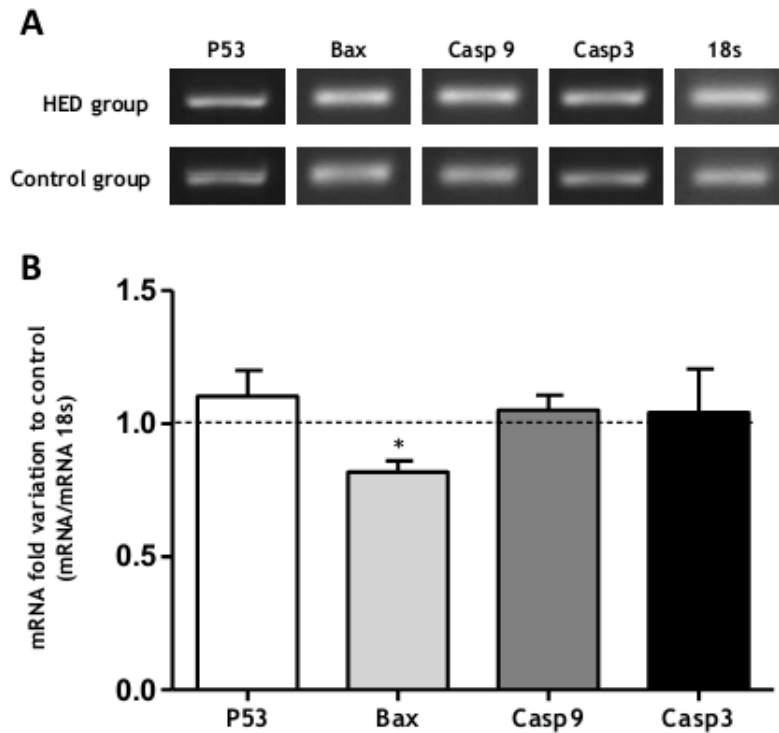 A
P53 Bax Casp 9 Casp3 18s
HED group
Control group
B
mRNA fold variation to control
(mRNA/mRNA 18s)
1.5
1.0
0.5
0.0
*
P53 Bax Casp9 Casp3